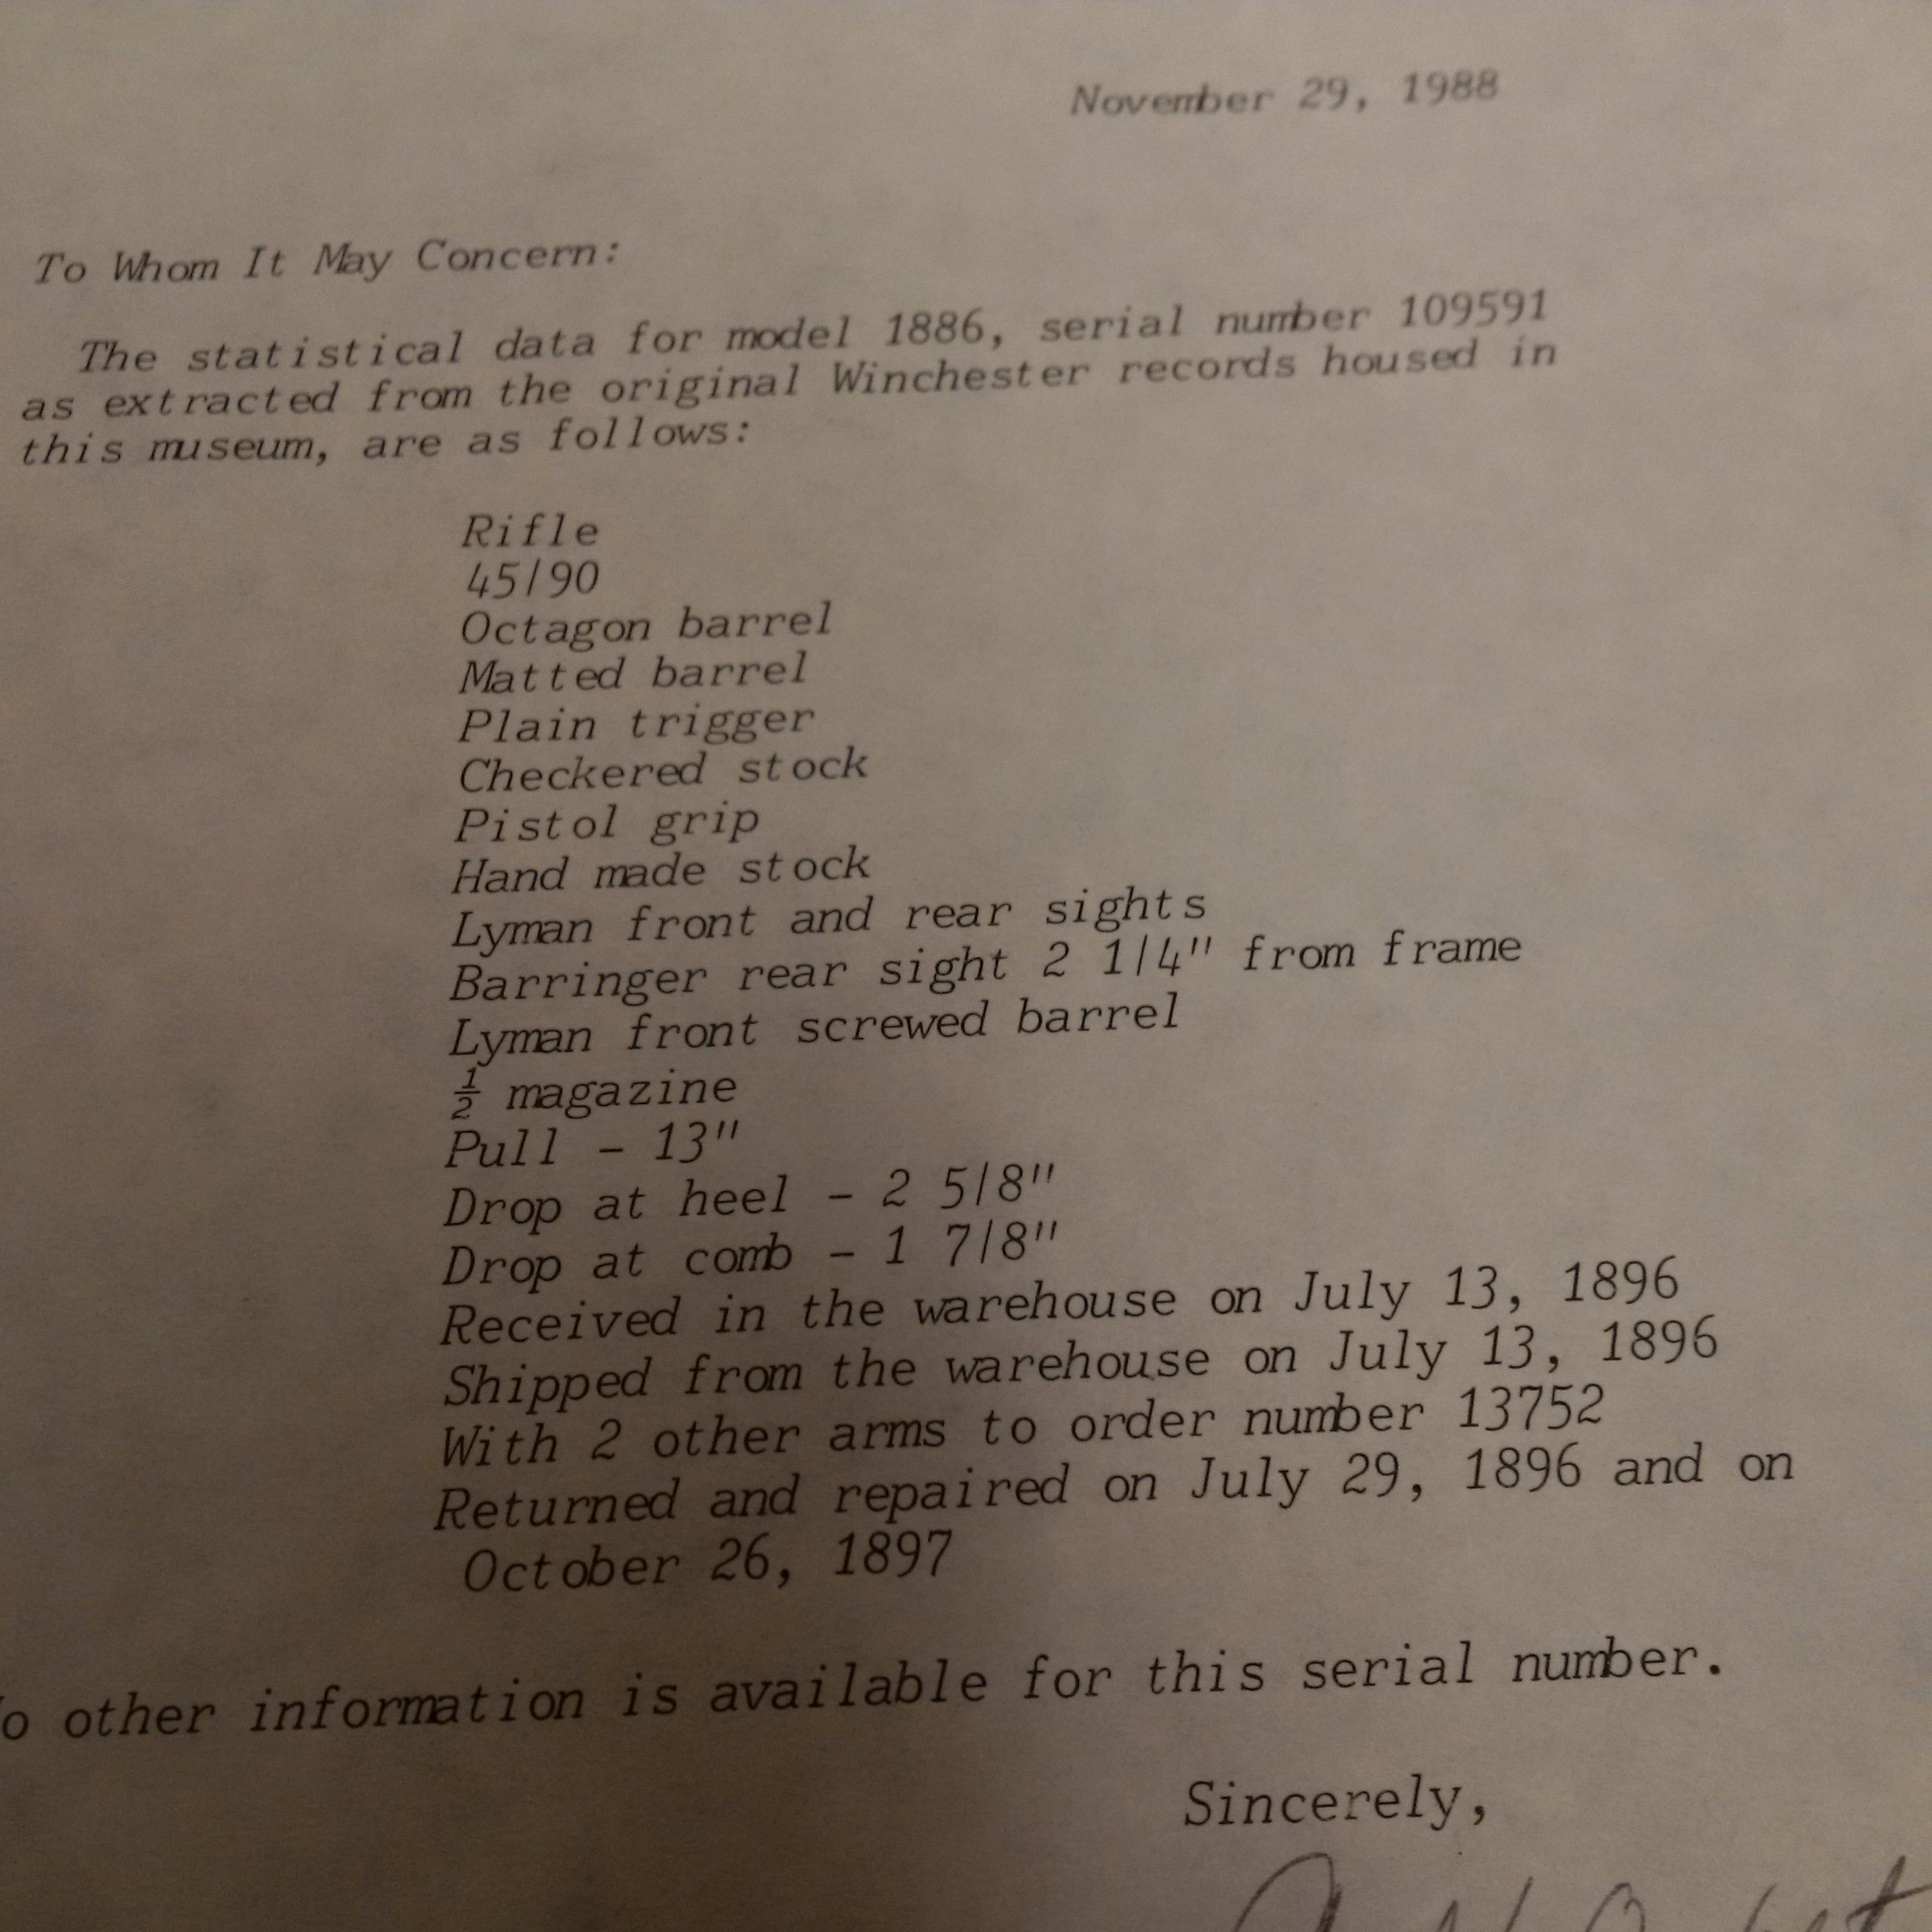 November 29, 1988
To Whom It May Concern:
The statistical data for model 1886, serial number 109591
as extracted from the original Winchester records housed in
this museum, are as follows:
Rifle
45/90
Octagon barrel
Matted barrel
Plain trigger
Checkered stock
Pistol grip
Hand made stock
Lyman front and rear sights
Barringer rear sight 2 1/4" from frame
Lyman front screwed barrel
½ magazine
Pull - 13"
Drop at heel - 2 5/8"
Drop at comb - 1 7/8"
Received in the warehouse on July 13, 1896
Shipped from the warehouse on July 13, 1896
With 2 other arms to order number 13752
Returned and repaired on July 29, 1896 and on
October 26, 1897
No other information is available for this serial number.
Sincerely,